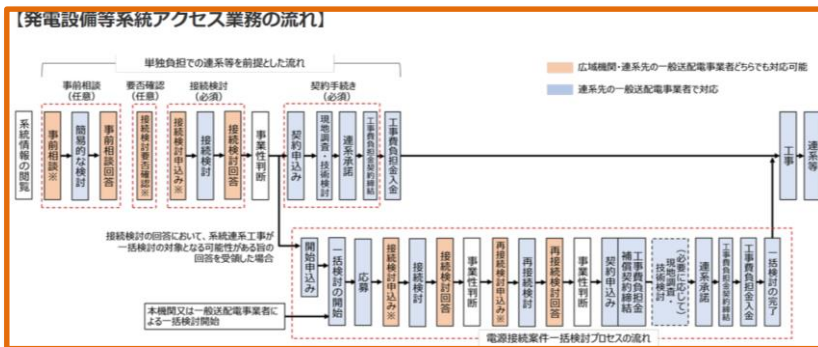 【発電設備等系統アクセス業務の流れ】
単独負担での連系等を前提とした流れ
広域機関・連系先の一般送配電事業者どちらでも対応可能
連系先の一般送配電事業者で対応
事前相談
(任意)
要否確認
(任意)
接続検討
(必須)
契約手続き
(必須)
系統情報の閲覧
事前相談※
簡易的な検討
事前相談回答
接続検討要否確認※
接続検討申込み※
接続検討
接続検討回答
事業性判断
契約申込み
現地調査・技術検討
連系承諾
工事費負担金契約締結
工事費負担金入金
工事
連系等
接続検討の回答において、系統連系工事が
一括検討の対象となる可能性がある旨の
回答を受領した場合
本機関又は一般送配電事業者に
よる一括検討開始
開始申込み
一括検討の開始
応募
接続検討申込み※
接続検討
接続検討回答
事業性判断
再接続検討申込み※
再接続検討
再接続検討回答
事業性判断
契約申込み
工事費負担金
補償契約締結
(必要に応じて)
現地調査・
技術検討
連系承諾
工事費負担金契約締結
工事費負担金入金
一括検討の完了
電源接続案件一括検討プロセスの流れ